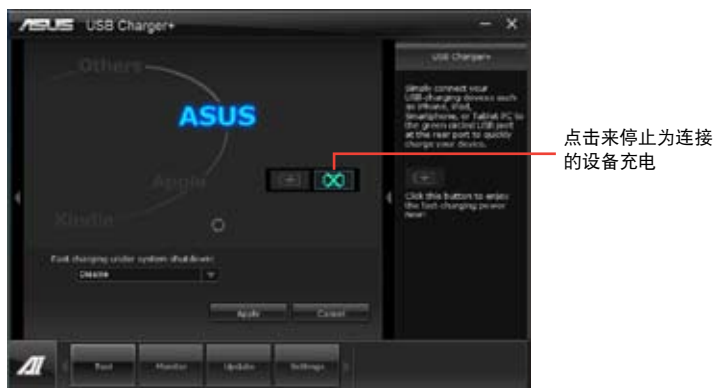 ASUS USB Charger+
Others
ASUS
Apple
Kindle
Fast charging under system shutdown:
Disable
Apply
Cancel
USB Charger+
Simply connect your
USB-charging devices such
as iPhone, iPad,
Smartphone, or Tablet PC to
the green circled USB port
at the rear port to quickly
charge your device.
Click this button to enjoy
the fast-charging power
now!
点击来停止为连接
的设备充电
Tool
Monitor
Update
Settings